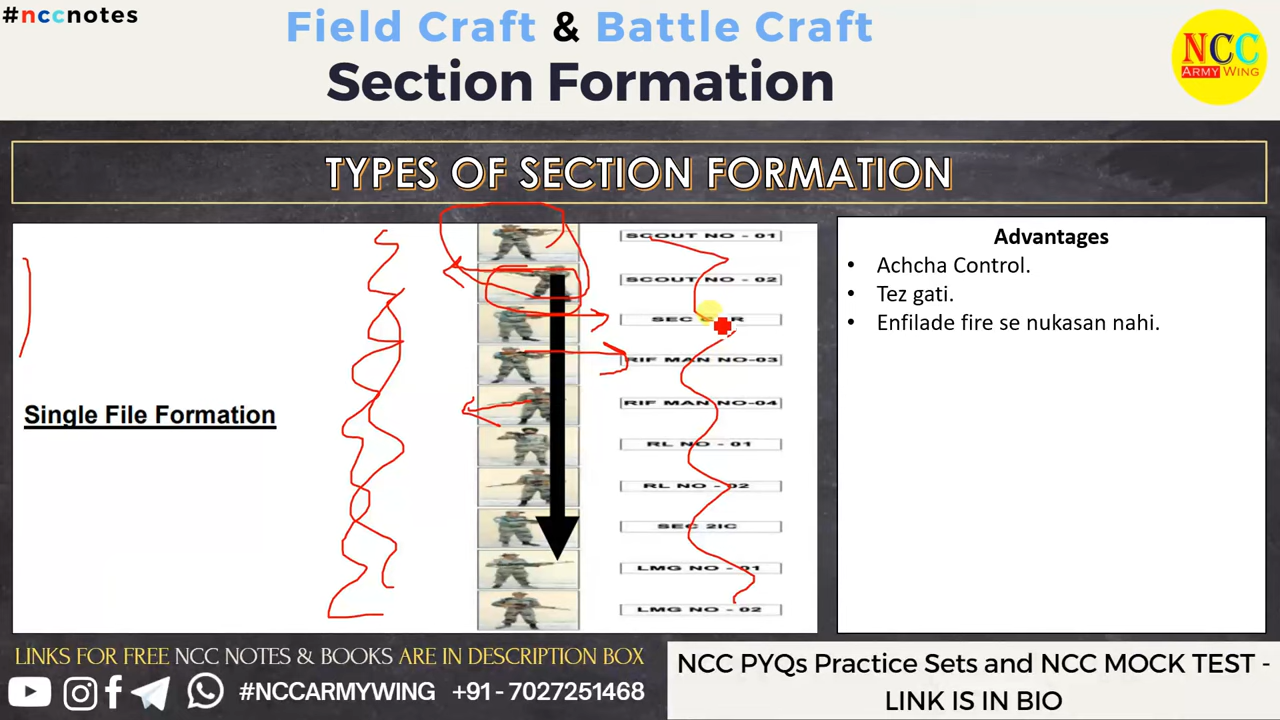 #nccnotes
Field Craft & Battle Craft
Section Formation
NCC
ARMY WING
TYPES OF SECTION FORMATION
Single File Formation
SCOUT NO - 01
SCOUT NO - 02
SEC
RIF MAN NO-03
RIF MAN NO-04
RL NO - 01
RL NO - 02
SEC 2IC
LMG NO - 01
LMG NO - 02
Advantages
• Achcha Control.
• Tez gati.
• Enfilade fire se nukasan nahi.
LINKS FOR FREE NCC NOTES & BOOKS ARE IN DESCRIPTION BOX
#NCCARMYWING +91 - 7027251468
NCC PYQs Practice Sets and NCC MOCK TEST -
LINK IS IN BIO